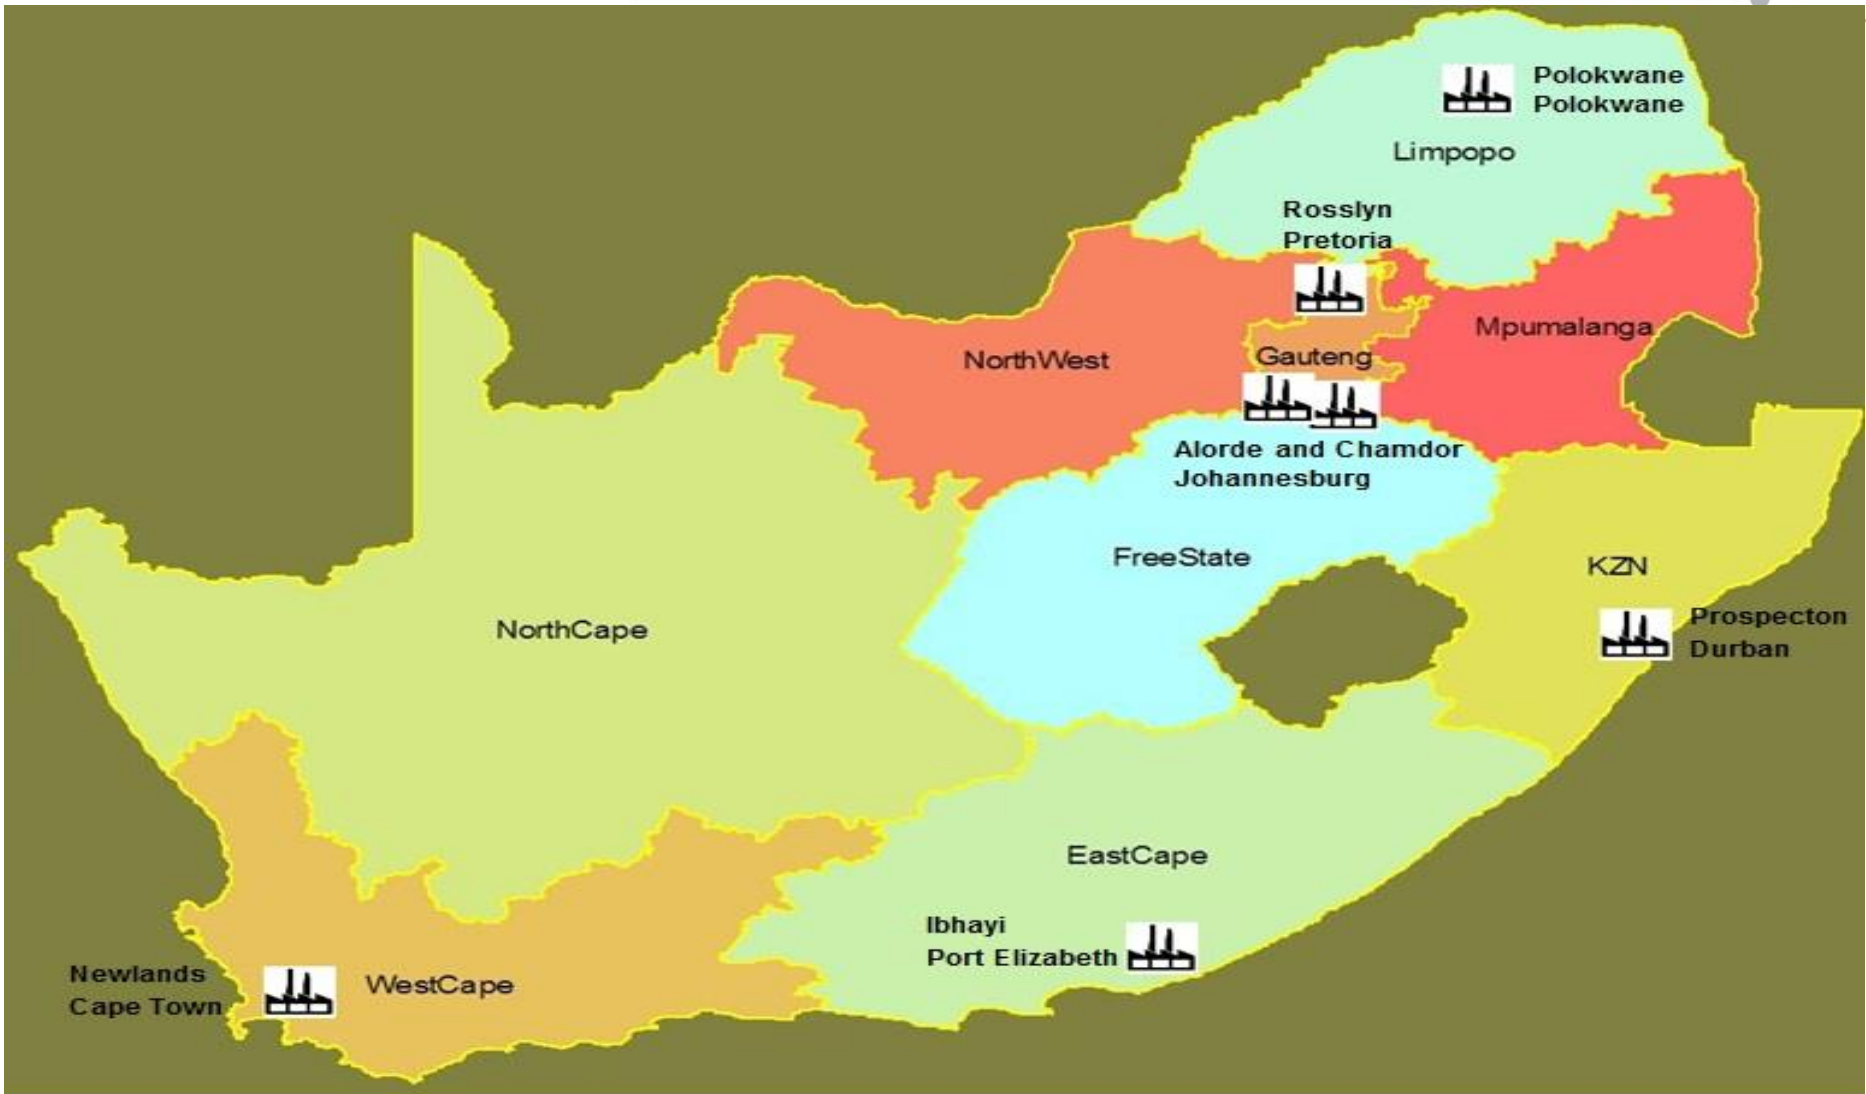 Polokwane
Polokwane
Limpopo
Rosslyn
Pretoria
Mpumalanga
NorthWest
Gauteng
Alorde and Chamdor
Johannesburg
FreeState
KZN
Prospecton
Durban
NorthCape
EastCape
Ibhayi
Port Elizabeth
Newlands
Cape Town
WestCape